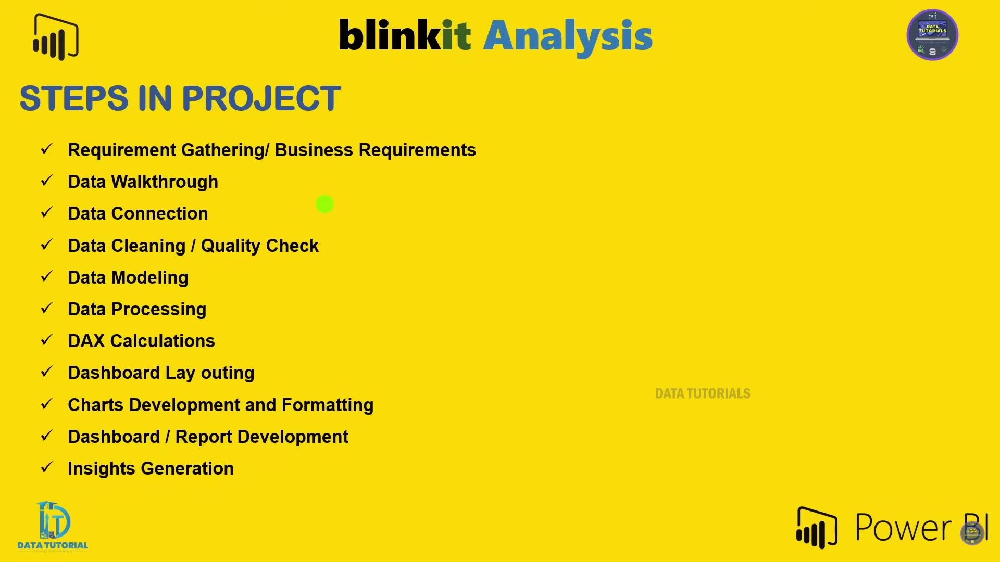 blinkit Analysis
DATA
TUTORIALS
STEPS IN PROJECT
✓ Requirement Gathering/ Business Requirements
✓ Data Walkthrough
✓ Data Connection
✓ Data Cleaning / Quality Check
✓ Data Modeling
✓ Data Processing
✓ DAX Calculations
✓ Dashboard Lay outing
✓ Charts Development and Formatting
✓ Dashboard / Report Development
✓ Insights Generation
DATA TUTORIALS
DATA TUTORIAL
Power BI